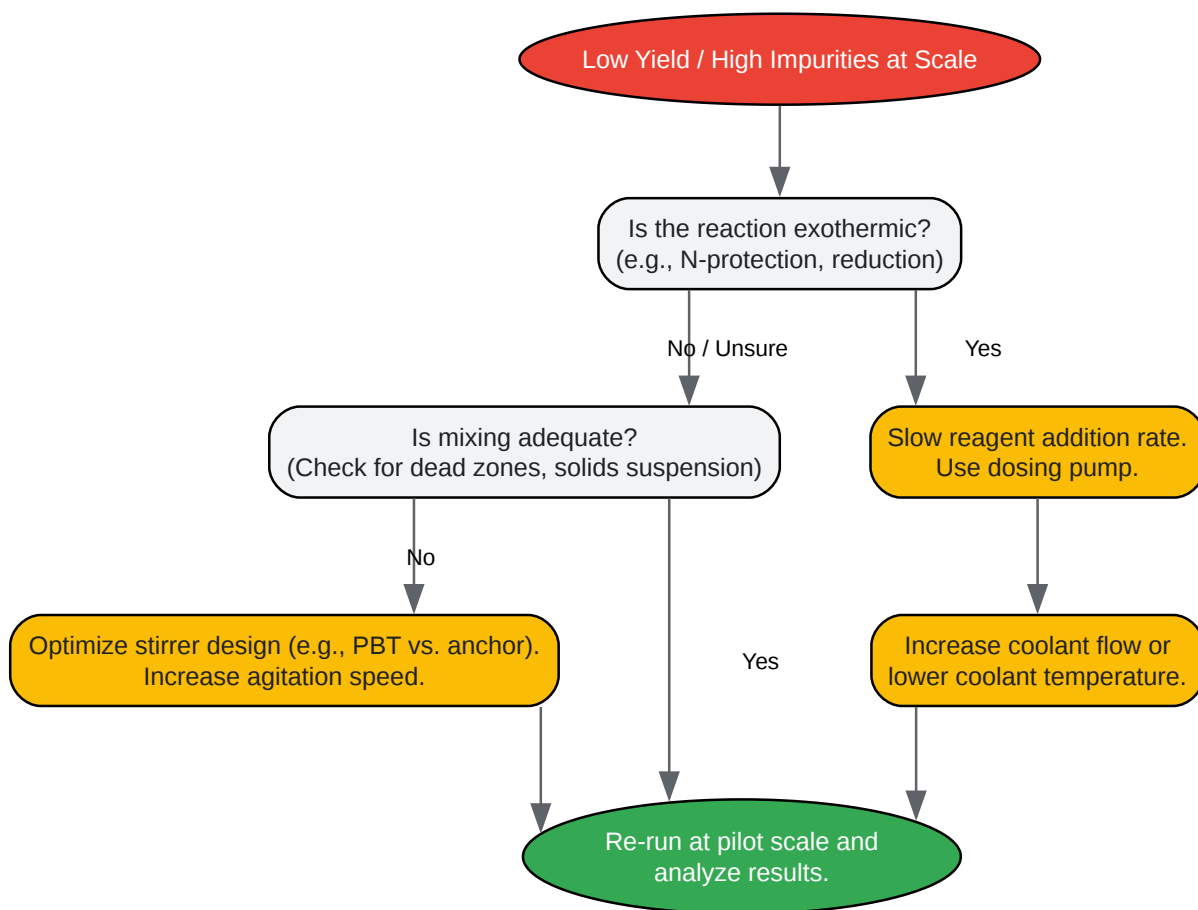 Low Yield / High Impurities at Scale
Is the reaction exothermic?
(e.g., N-protection, reduction)
No / Unsure
Yes
Is mixing adequate?
(Check for dead zones, solids suspension)
Slow reagent addition rate.
Use dosing pump.
No
Optimize stirrer design (e.g., PBT vs. anchor).
Increase agitation speed.
Yes
Increase coolant flow or
lower coolant temperature.
Re-run at pilot scale and
analyze results.